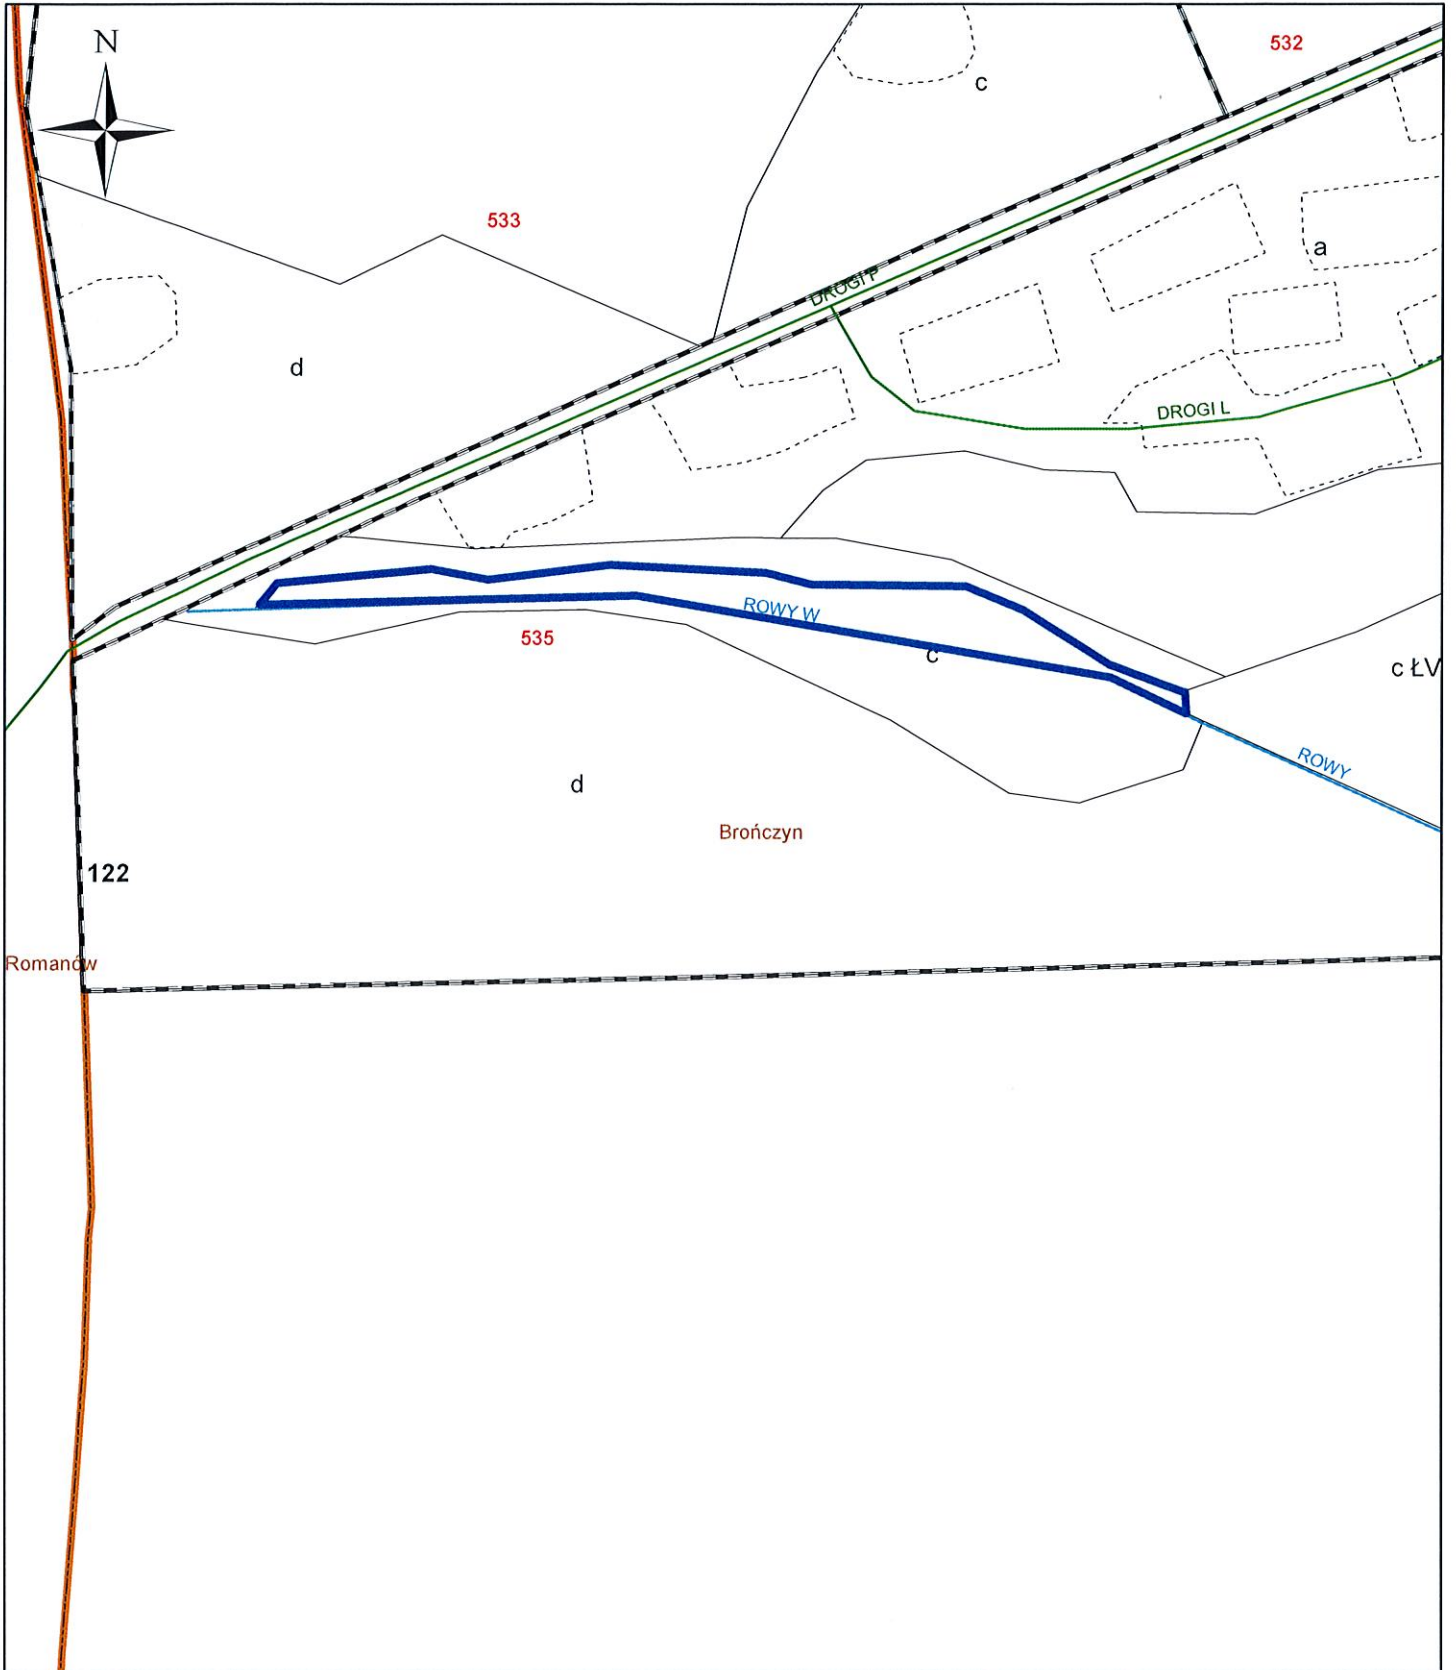 N
532
c
533
a
DROGI P
d
DROGI L
ROWY W
535
c
c ŁV
ROWY
d
Brończyn
122
Romanów